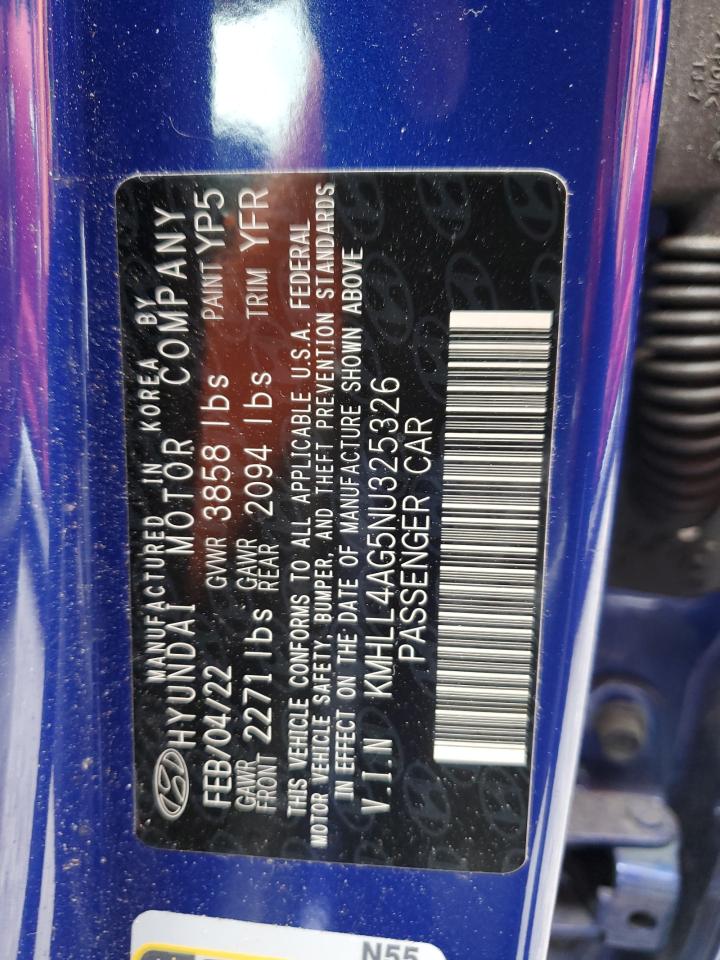 MANUFACTURED IN KOREA BY
HYUNDAI MOTOR COMPANY
FEB/04/22 GVWR 3858 lbs PAINT YP5
GAWR FRONT 2271 lbs GAWR REAR 2094 lbs TRIM YFR
THIS VEHICLE CONFORMS TO ALL APPLICABLE U.S.A. FEDERAL
MOTOR VEHICLE SAFETY, BUMPER, AND THEFT PREVENTION STANDARDS
IN EFFECT ON THE DATE OF MANUFACTURE SHOWN ABOVE
V.I.N KMHLL4AG5NU325326
PASSENGER CAR
N55